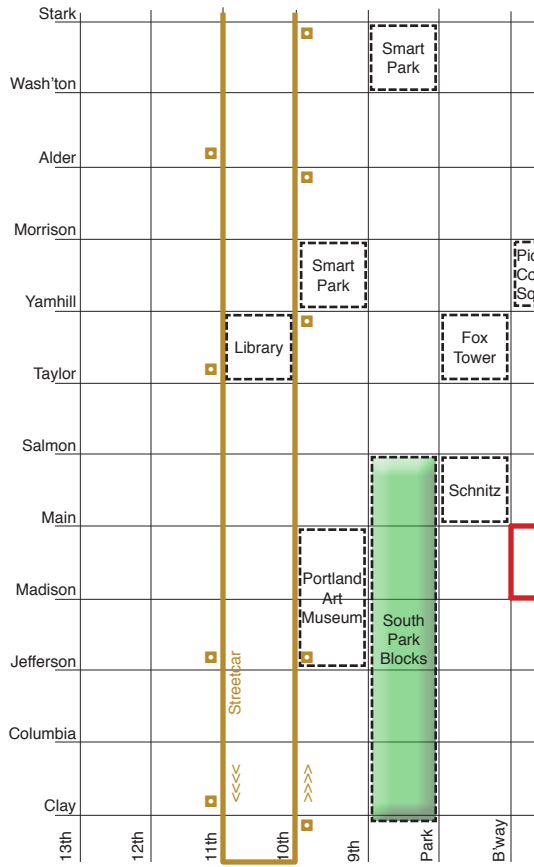 Stark
Smart
Park
Wash'ton
Alder
Morrison
Smart
Park
Yamhill
Library
Fox
Tower
Taylor
Salmon
Schnitz
Main
Portland
Art
Museum
Madison
South
Park
Blocks
Jefferson
Streetcar
Columbia
<<<<
>>>>
Clay
13th
12th
11th
10th
9th
Park
B'way